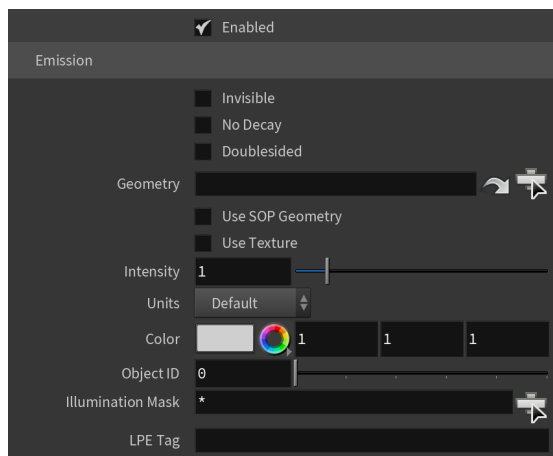 Enabled
Emission
Invisible
No Decay
Doublesided
Geometry
Use SOP Geometry
Use Texture
Intensity 1
Units Default
Color 1 1 1
Object ID 0
Illumination Mask *
LPE Tag